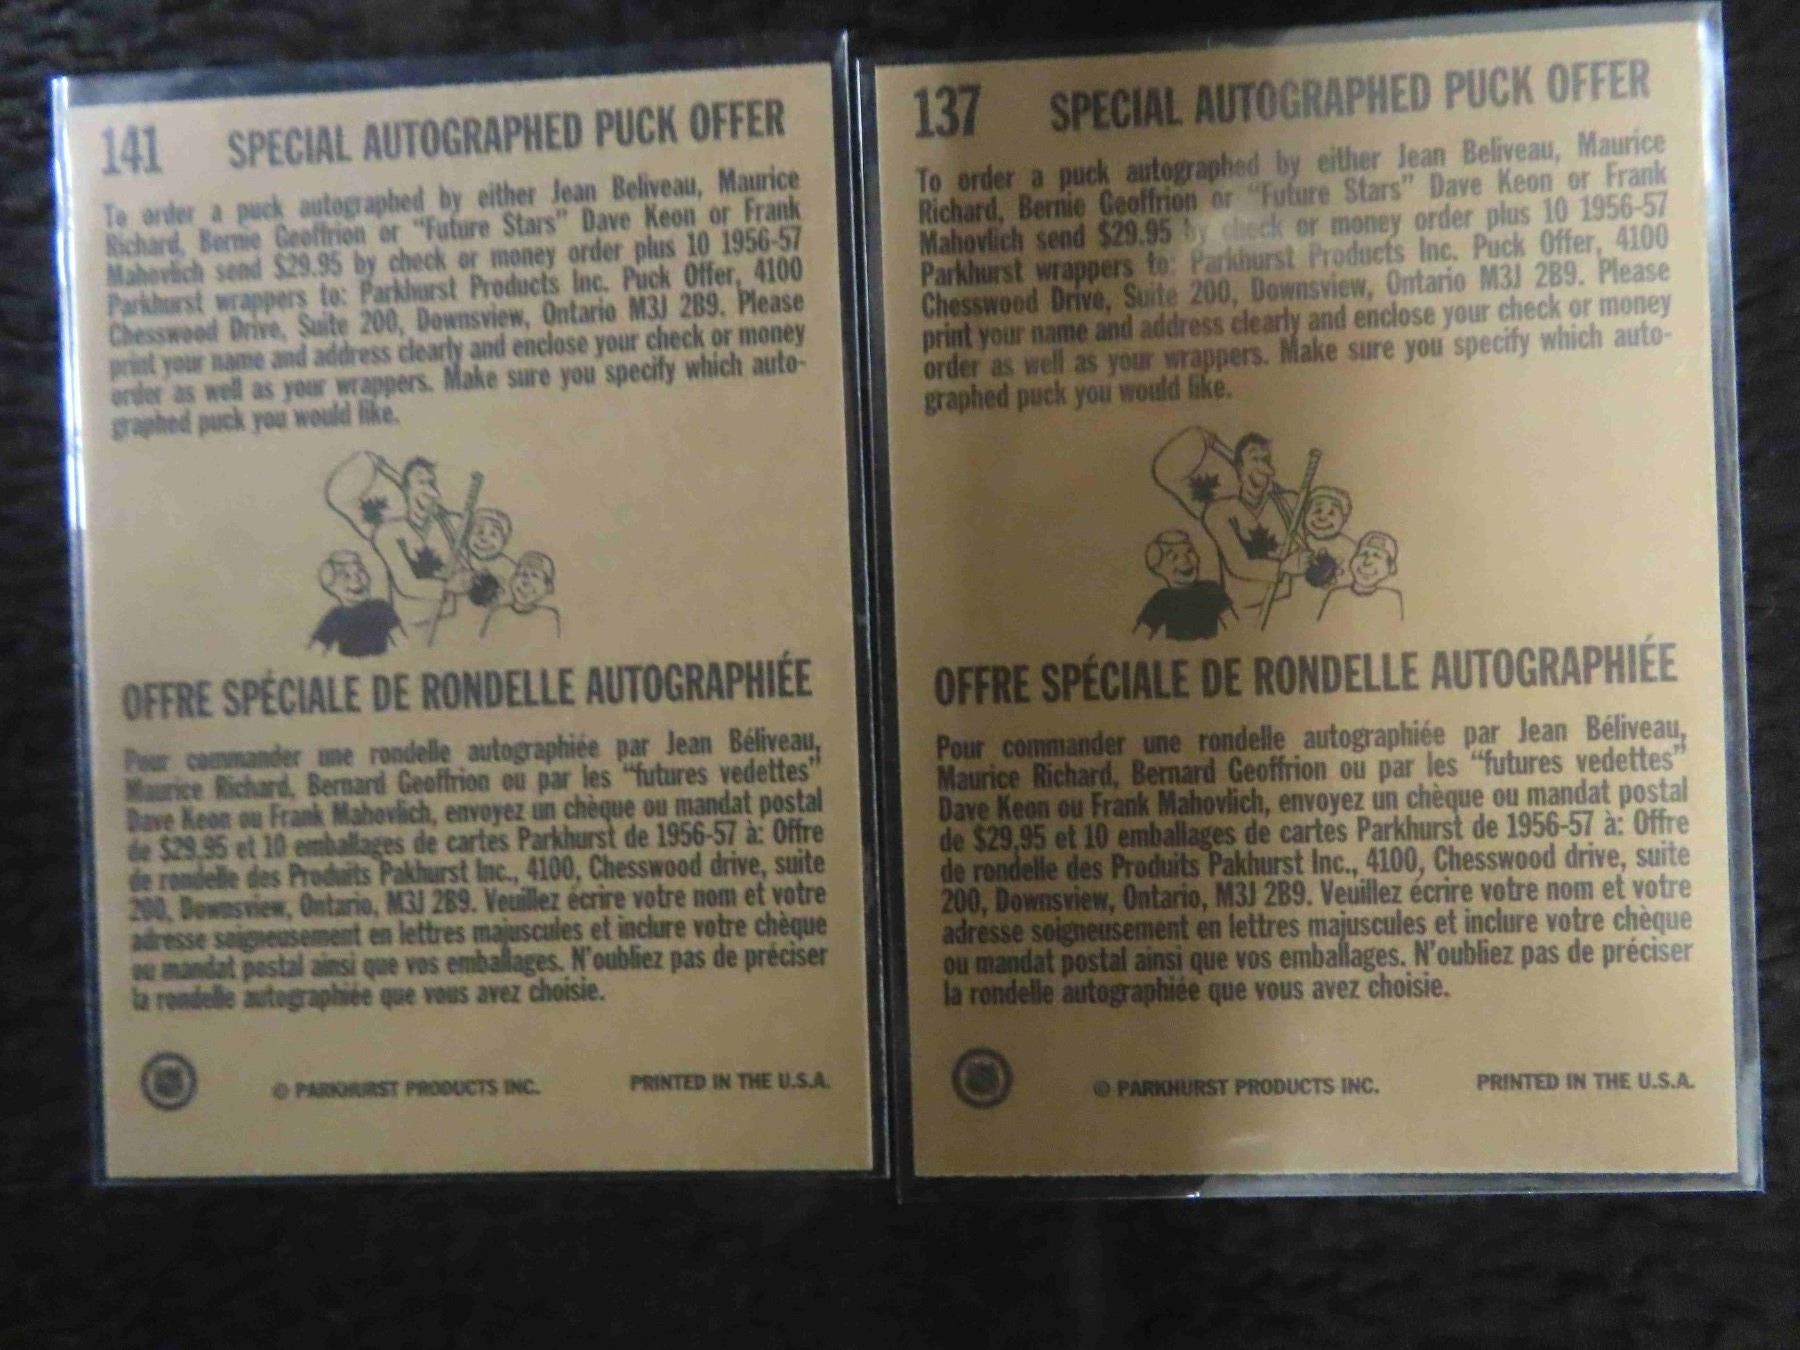 141 SPECIAL AUTOGRAPHED PUCK OFFER
To order a puck autographed by either Jean Beliveau, Maurice
Richard, Bernie Geoffrion or "Future Stars" Dave Keon or Frank
Mahovlich send $29.95 by check or money order plus 10 1956-57
Parkhurst wrappers to: Parkhurst Products Inc. Puck Offer, 4100
Chesswood Drive, Suite 200, Downsview, Ontario M3J 2B9. Please
print your name and address clearly and enclose your check or money
order as well as your wrappers. Make sure you specify which auto-
graphed puck you would like.
OFFRE SPÉCIALE DE RONDELLE AUTOGRAPHIÉE
Pour commander une rondelle autographiée par Jean Béliveau,
Maurice Richard, Bernard Geoffrion ou par les "futures vedettes"
Dave Keon ou Frank Mahovlich, envoyez un chèque ou mandat postal
de $29.95 et 10 emballages de cartes Parkhurst de 1956-57 à: Offre
de rondelle des Produits Pakhurst Inc., 4100, Chesswood drive, suite
200, Downsview, Ontario, M3J 2B9. Veuillez écrire votre nom et votre
adresse soigneusement en lettres majuscules et inclure votre chèque
ou mandat postal ainsi que vos emballages. N'oubliez pas de préciser
la rondelle autographiée que vous avez choisie.
© PARKHURST PRODUCTS INC. PRINTED IN THE U.S.A.
137 SPECIAL AUTOGRAPHED PUCK OFFER
To order a puck autographed by either Jean Beliveau, Maurice
Richard, Bernie Geoffrion or "Future Stars" Dave Keon or Frank
Mahovlich send $29.95 by check or money order plus 10 1956-57
Parkhurst wrappers to: Parkhurst Products Inc. Puck Offer, 4100
Chesswood Drive, Suite 200, Downsview, Ontario M3J 2B9. Please
print your name and address clearly and enclose your check or money
order as well as your wrappers. Make sure you specify which auto-
graphed puck you would like.
OFFRE SPÉCIALE DE RONDELLE AUTOGRAPHIÉE
Pour commander une rondelle autographiée par Jean Béliveau,
Maurice Richard, Bernard Geoffrion ou par les "futures vedettes"
Dave Keon ou Frank Mahovlich, envoyez un chèque ou mandat postal
de $29.95 et 10 emballages de cartes Parkhurst de 1956-57 à: Offre
de rondelle des Produits Pakhurst Inc., 4100, Chesswood drive, suite
200, Downsview, Ontario, M3J 2B9. Veuillez écrire votre nom et votre
adresse soigneusement en lettres majuscules et inclure votre chèque
ou mandat postal ainsi que vos emballages. N'oubliez pas de préciser
la rondelle autographiée que vous avez choisie.
© PARKHURST PRODUCTS INC. PRINTED IN THE U.S.A.